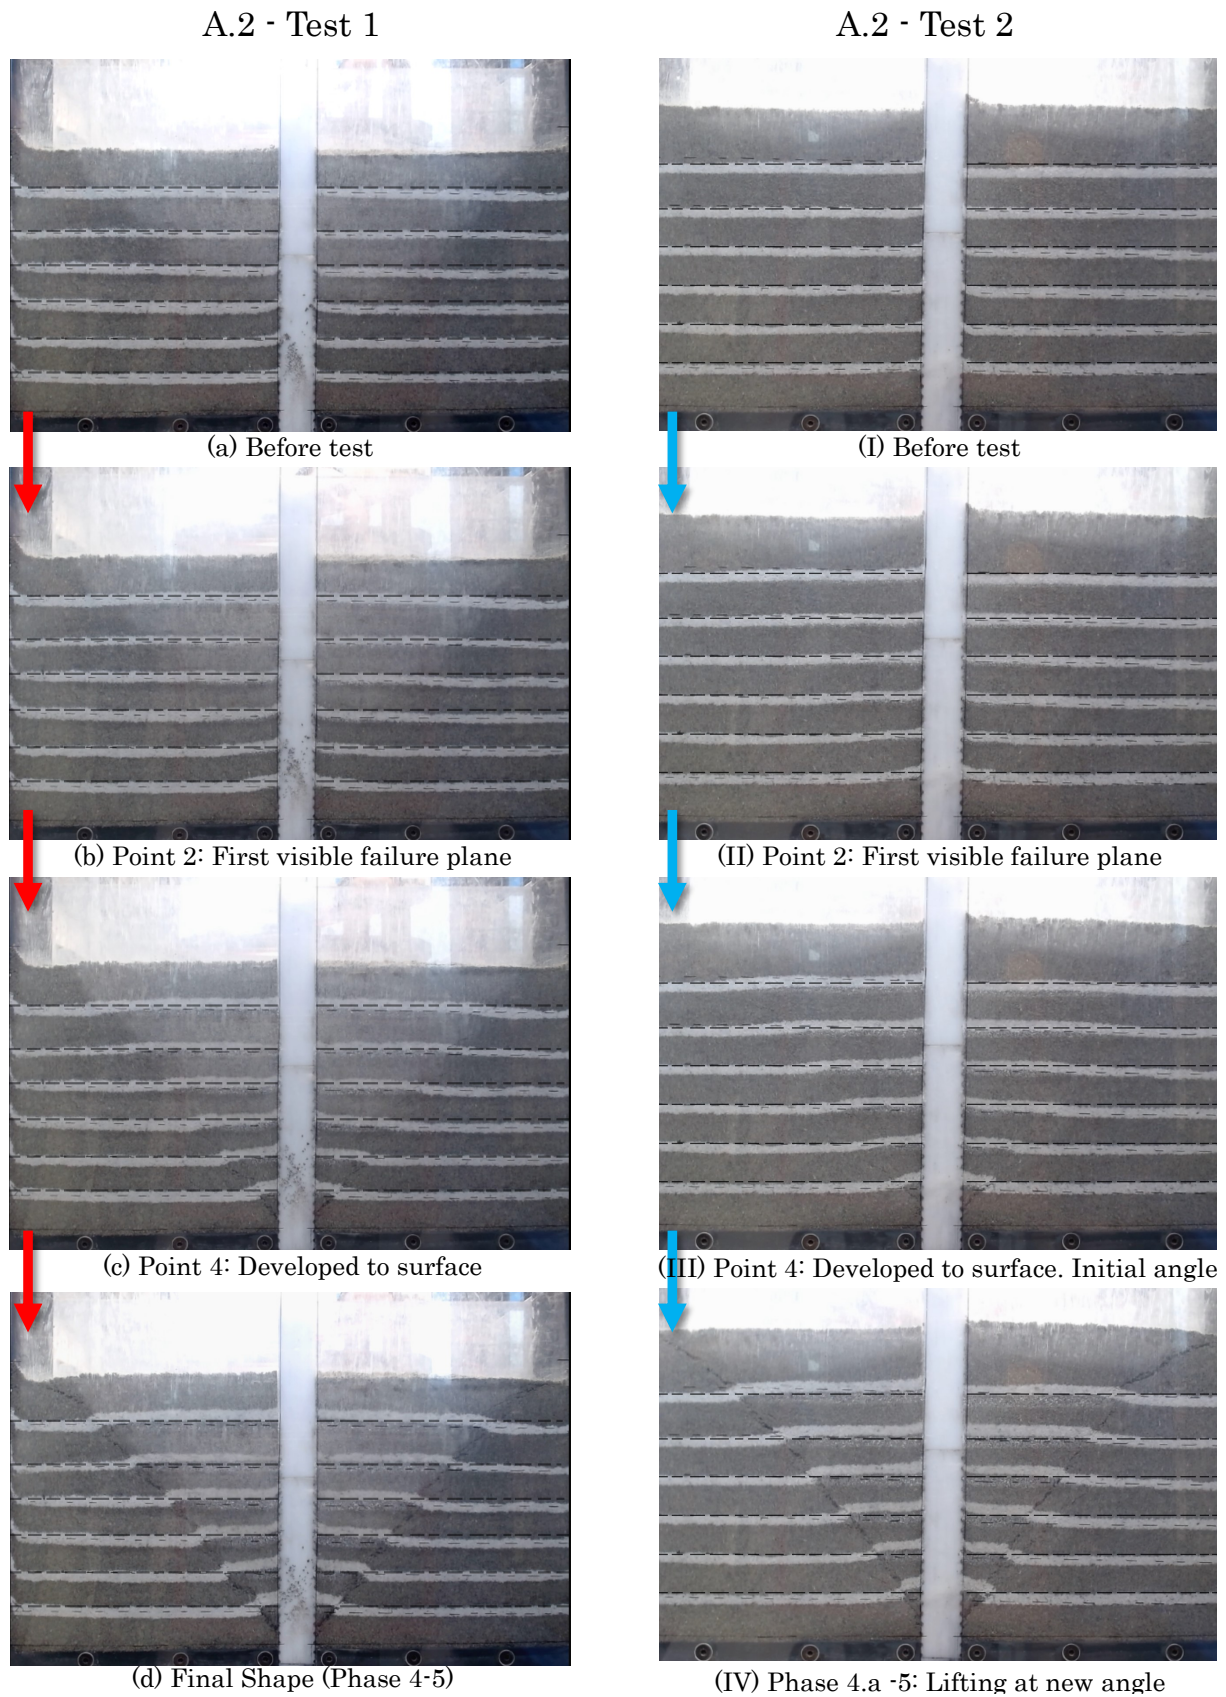 A.2 - Test 1
A.2 - Test 2
(a) Before test
(I) Before test
(b) Point 2: First visible failure plane
(II) Point 2: First visible failure plane
(c) Point 4: Developed to surface
(III) Point 4: Developed to surface. Initial angle
(d) Final Shape (Phase 4-5)
(IV) Phase 4.a -5: Lifting at new angle